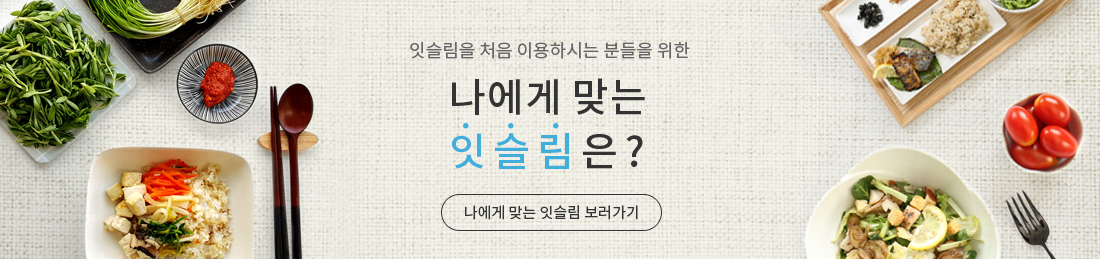 잇슬림을 처음 이용하시는 분들을 위한
나에게 맞는
잇슬림은?
나에게 맞는 잇슬림 보러가기